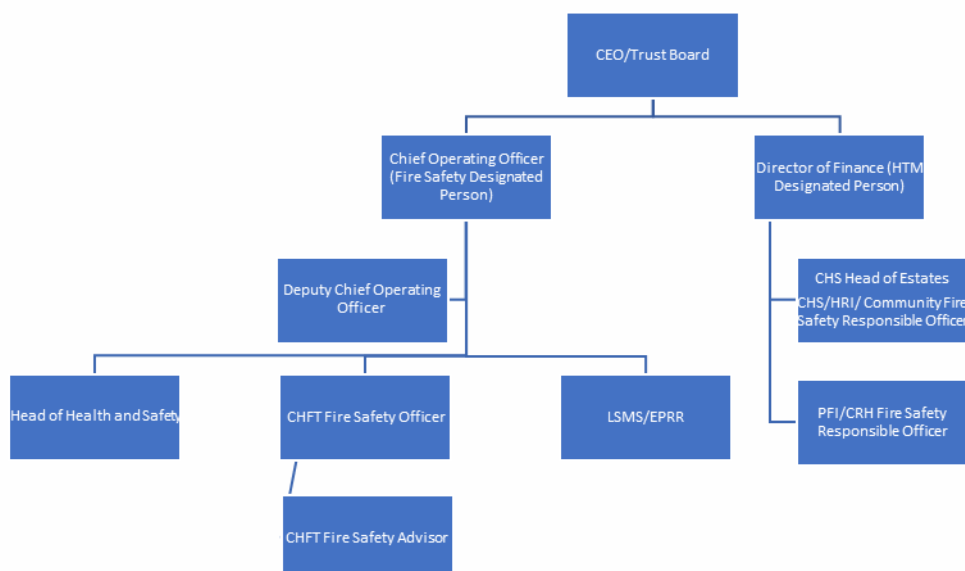 CEO/Trust Board
Chief Operating Officer
(Fire Safety Designated
Person)
Director of Finance (HTM
Designated Person)
Deputy Chief Operating
Officer
CHS Head of Estates
CHS/HRI/ Community Fire
Safety Responsible Officer
Head of Health and Safety
CHFT Fire Safety Officer
LSMS/EPRR
PFI/CRH Fire Safety
Responsible Officer
CHFT Fire Safety Advisor